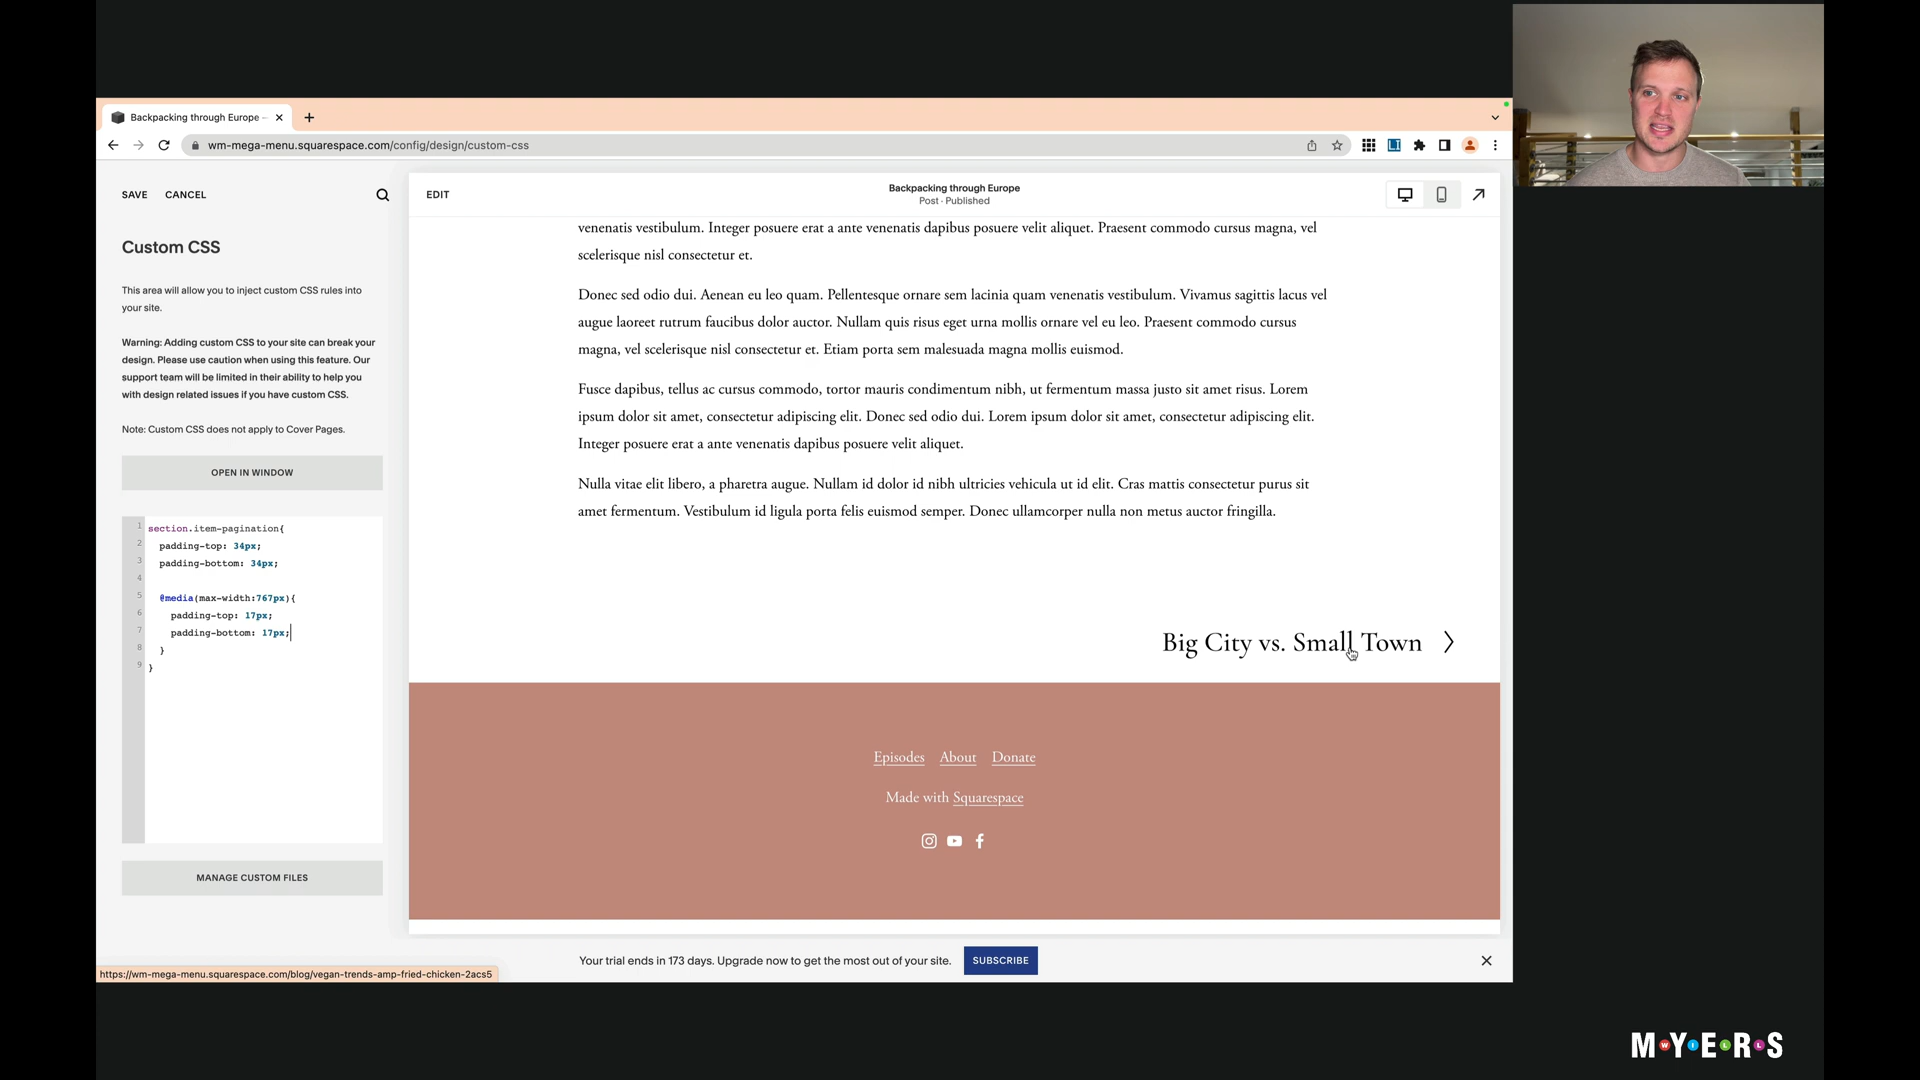 Backpacking through Europe –
wm-mega-menu.squarespace.com/config/design/custom-css
SAVE CANCEL
Custom CSS
This area will allow you to inject custom CSS rules into
your site.
Warning: Adding custom CSS to your site can break your
design. Please use caution when using this feature. Our
support team will be limited in their ability to help you
with design related issues if you have custom CSS.
Note: Custom CSS does not apply to Cover Pages.
OPEN IN WINDOW
1 section.item-pagination{
2 padding-top: 34px;
3 padding-bottom: 34px;
4
5 @media(max-width:767px){
6 padding-top: 17px;
7 padding-bottom: 17px;
8 }
9 }
MANAGE CUSTOM FILES
EDIT
Backpacking through Europe
Post · Published
venenatis vestibulum. Integer posuere erat a ante venenatis dapibus posuere velit aliquet. Praesent commodo cursus magna, vel
scelerisque nisl consectetur et.
Donec sed odio dui. Aenean eu leo quam. Pellentesque ornare sem lacinia quam venenatis vestibulum. Vivamus sagittis lacus vel
augue laoreet rutrum faucibus dolor auctor. Nullam quis risus eget urna mollis ornare vel eu leo. Praesent commodo cursus
magna, vel scelerisque nisl consectetur et. Etiam porta sem malesuada magna mollis euismod.
Fusce dapibus, tellus ac cursus commodo, tortor mauris condimentum nibh, ut fermentum massa justo sit amet risus. Lorem
ipsum dolor sit amet, consectetur adipiscing elit. Donec sed odio dui. Lorem ipsum dolor sit amet, consectetur adipiscing elit.
Integer posuere erat a ante venenatis dapibus posuere velit aliquet.
Nulla vitae elit libero, a pharetra augue. Nullam id dolor id nibh ultricies vehicula ut id elit. Cras mattis consectetur purus sit
amet fermentum. Vestibulum id ligula porta felis euismod semper. Donec ullamcorper nulla non metus auctor fringilla.
Big City vs. Small Town
Episodes About Donate
Made with Squarespace
Your trial ends in 173 days. Upgrade now to get the most out of your site. SUBSCRIBE
https://wm-mega-menu.squarespace.com/blog/vegan-trends-amp-fried-chicken-2acs5
MWYIELRLS